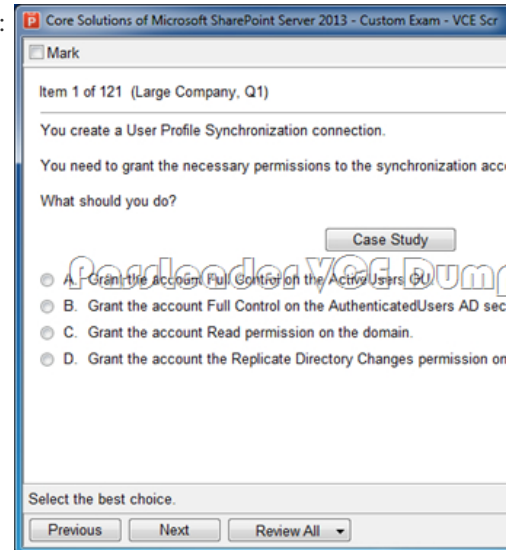 :
Core Solutions of Microsoft SharePoint Server 2013 - Custom Exam - VCE Scr
Mark
Item 1 of 121 (Large Company, Q1)
You create a User Profile Synchronization connection.
You need to grant the necessary permissions to the synchronization acc
What should you do?
Case Study
Passleader VCE Dump
A. Grant the account Full Control on the ActiveUsers OU.
B. Grant the account Full Control on the AuthenticatedUsers AD sec
C. Grant the account Read permission on the domain.
D. Grant the account the Replicate Directory Changes permission on
Select the best choice.
Previous Next Review All